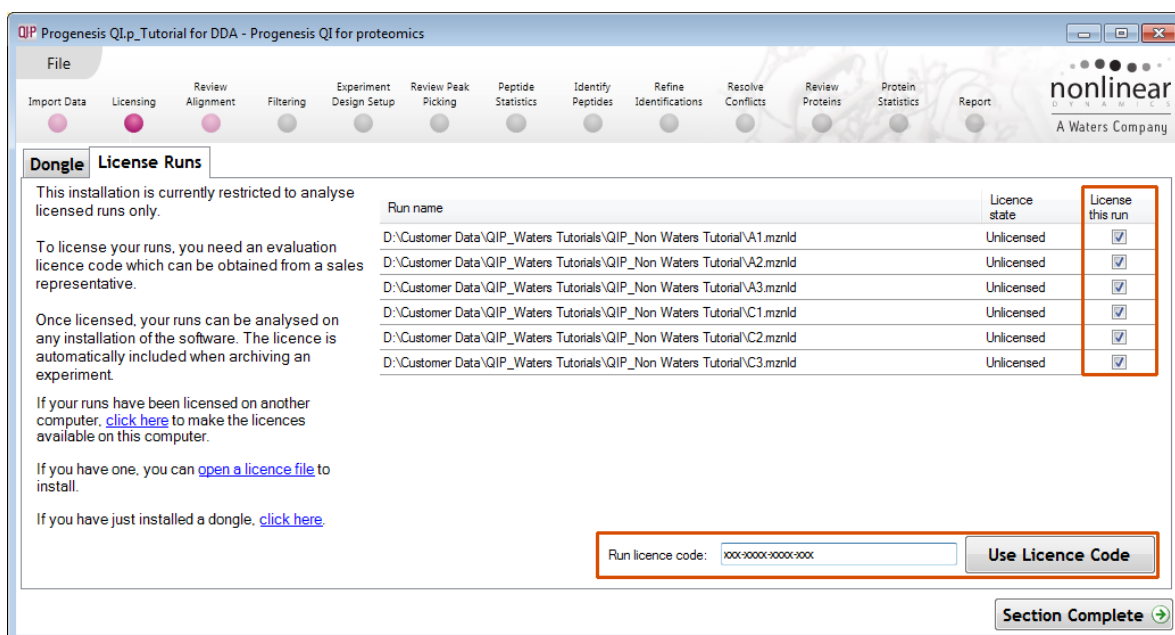 QIP Progenesis QI.p_Tutorial for DDA - Progenesis QI for proteomics
File
Import Data
Licensing
Review
Alignment
Filtering
Experiment
Design Setup
Review Peak
Picking
Peptide
Statistics
Identify
Peptides
Refine
Identifications
Resolve
Conflicts
Review
Proteins
Protein
Statistics
Report
nonlinear
DYNAMICS
A Waters Company
Dongle
License Runs
This installation is currently restricted to analyse
licensed runs only.
To license your runs, you need an evaluation
licence code which can be obtained from a sales
representative.
Once licensed, your runs can be analysed on
any installation of the software. The licence is
automatically included when archiving an
experiment.
If your runs have been licensed on another
computer, click here to make the licences
available on this computer.
If you have one, you can open a licence file to
install.
If you have just installed a dongle, click here.
Run name
Licence
state
License
this run
D:\Customer Data\QIP_Waters Tutorials\QIP_Non Waters Tutorial\A1.mznld Unlicensed
D:\Customer Data\QIP_Waters Tutorials\QIP_Non Waters Tutorial\A2.mznld Unlicensed
D:\Customer Data\QIP_Waters Tutorials\QIP_Non Waters Tutorial\A3.mznld Unlicensed
D:\Customer Data\QIP_Waters Tutorials\QIP_Non Waters Tutorial\C1.mznld Unlicensed
D:\Customer Data\QIP_Waters Tutorials\QIP_Non Waters Tutorial\C2.mznld Unlicensed
D:\Customer Data\QIP_Waters Tutorials\QIP_Non Waters Tutorial\C3.mznld Unlicensed
Run licence code: xxx-xxxx-xxxx-xxx Use Licence Code
Section Complete